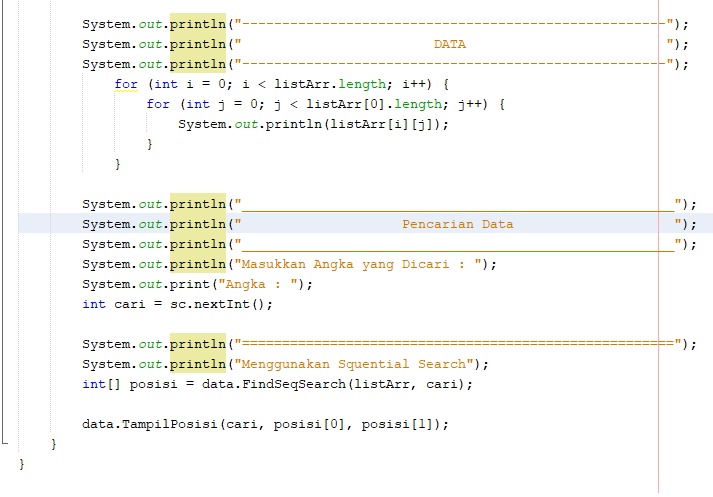 System.out.println("-----------------------------------------------------");
System.out.println("                        DATA                         ");
System.out.println("-----------------------------------------------------");
for (int i = 0; i < listArr.length; i++) {
for (int j = 0; j < listArr[0].length; j++) {
System.out.println(listArr[i][j]);
}
}
System.out.println("______________________________________________________");
System.out.println("                    Pencarian Data                    ");
System.out.println("______________________________________________________");
System.out.println("Masukkan Angka yang Dicari : ");
System.out.print("Angka : ");
int cari = sc.nextInt();
System.out.println("======================================================");
System.out.println("Menggunakan Squential Search");
int[] posisi = data.FindSeqSearch(listArr, cari);
data.TampilPosisi(cari, posisi[0], posisi[1]);
}
}